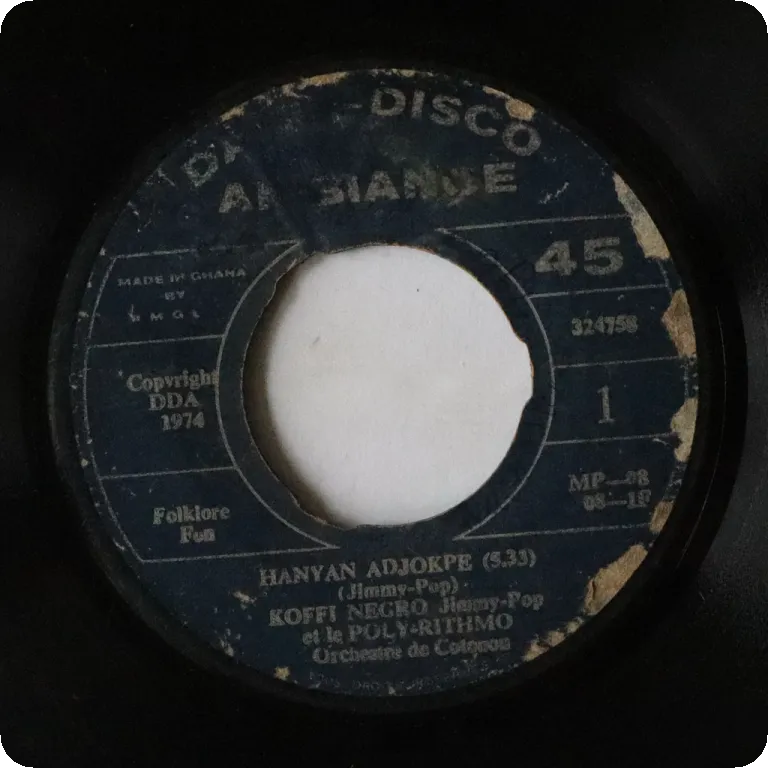 -DISCO
45
MADE IN GHANA
BY
R M G L
324758
Copyright
DDA
1974
1
MP—08
Folklore
Fon
HANYAN ADJOKPE (5.33)
(Jimmy-Pop)
KOFFI NEGRO Jimmy-Pop
et le POLY-RITHMO
Orchestre de Cotonou